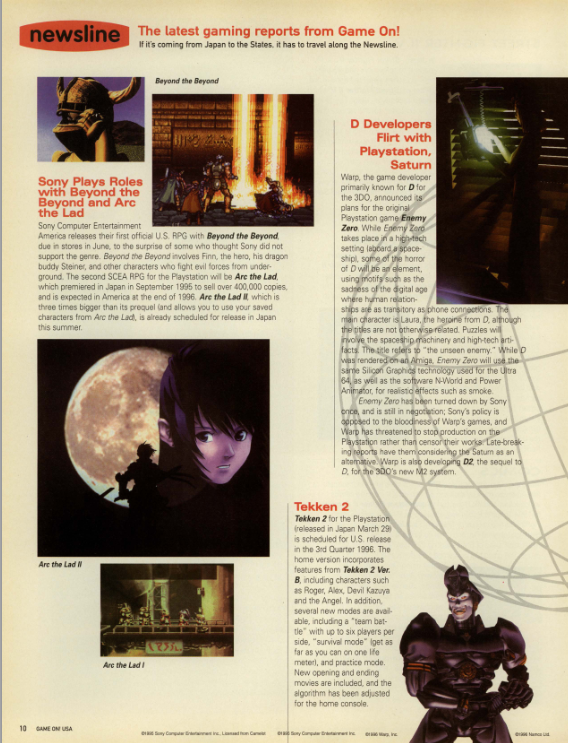 newsline
The latest gaming reports from Game On!
If it's coming from Japan to the States, it has to travel along the Newsline.
Beyond the Beyond
Sony Plays Roles
with Beyond the
Beyond and Arc
the Lad
Sony Computer Entertainment
America releases their first official U.S. RPG with Beyond the Beyond,
due in stores in June, to the surprise of some who thought Sony did not
support the genre. Beyond the Beyond involves Finn, the hero, his dragon
buddy Steiner, and other characters who fight evil forces from under-
ground. The second SCEA RPG for the Playstation will be Arc the Lad,
which premiered in Japan in September 1995 to sell over 400,000 copies,
and is expected in America at the end of 1996. Arc the Lad II, which is
three times bigger than its prequel (and allows you to use your saved
characters from Arc the Lad), is already scheduled for release in Japan
this summer.
Arc the Lad II
Arc the Lad I
D Developers
Flirt with
Playstation,
Saturn
Warp, the game developer
primarily known for D for
the 3DO, announced its
plans for the original
Playstation game Enemy
Zero. While Enemy Zero
takes place in a high-tech
setting (aboard a space-
ship), some of the horror
of D will be an element,
using motifs such as the
sadness of the digital age
where human relation-
ships are as transitory as phone connections. The
main character is Laura, the heroine from D, although
the titles are not otherwise related. Puzzles will
involve the spaceship machinery and high-tech arti-
facts. The title refers to "the unseen enemy." While D
was rendered on an Amiga, Enemy Zero will use the
same Silicon Graphics technology used for the Ultra
64, as well as the software N-World and Power
Animator, for realistic effects such as smoke.
Enemy Zero has been turned down by Sony
once, and is still in negotiation; Sony's policy is
opposed to the bloodiness of Warp's games, and
Warp has threatened to stop production on the
Playstation rather than censor their works. Late-break-
ing reports have them considering the Saturn as an
alternative. Warp is also developing D2, the sequel to
D, for the 3DO's new M2 system.
Tekken 2
Tekken 2 for the Playstation
(released in Japan March 29)
is scheduled for U.S. release
in the 3rd Quarter 1996. The
home version incorporates
features from Tekken 2 Ver.
B, including characters such
as Roger, Alex, Devil Kazuya
and the Angel. In addition,
several new modes are avail-
able, including a "team bat-
tle" with up to six players per
side, "survival mode" (get as
far as you can on one life
meter), and practice mode.
New opening and ending
movies are included, and the
algorithm has been adjusted
for the home console.
10 GAME ON! USA
©1996 Sony Computer Entertainment Inc., Licensed from Camelot
©1996 Sony Computer Entertainment Inc.
©1996 Warp, Inc.
©1996 Namco Ltd.